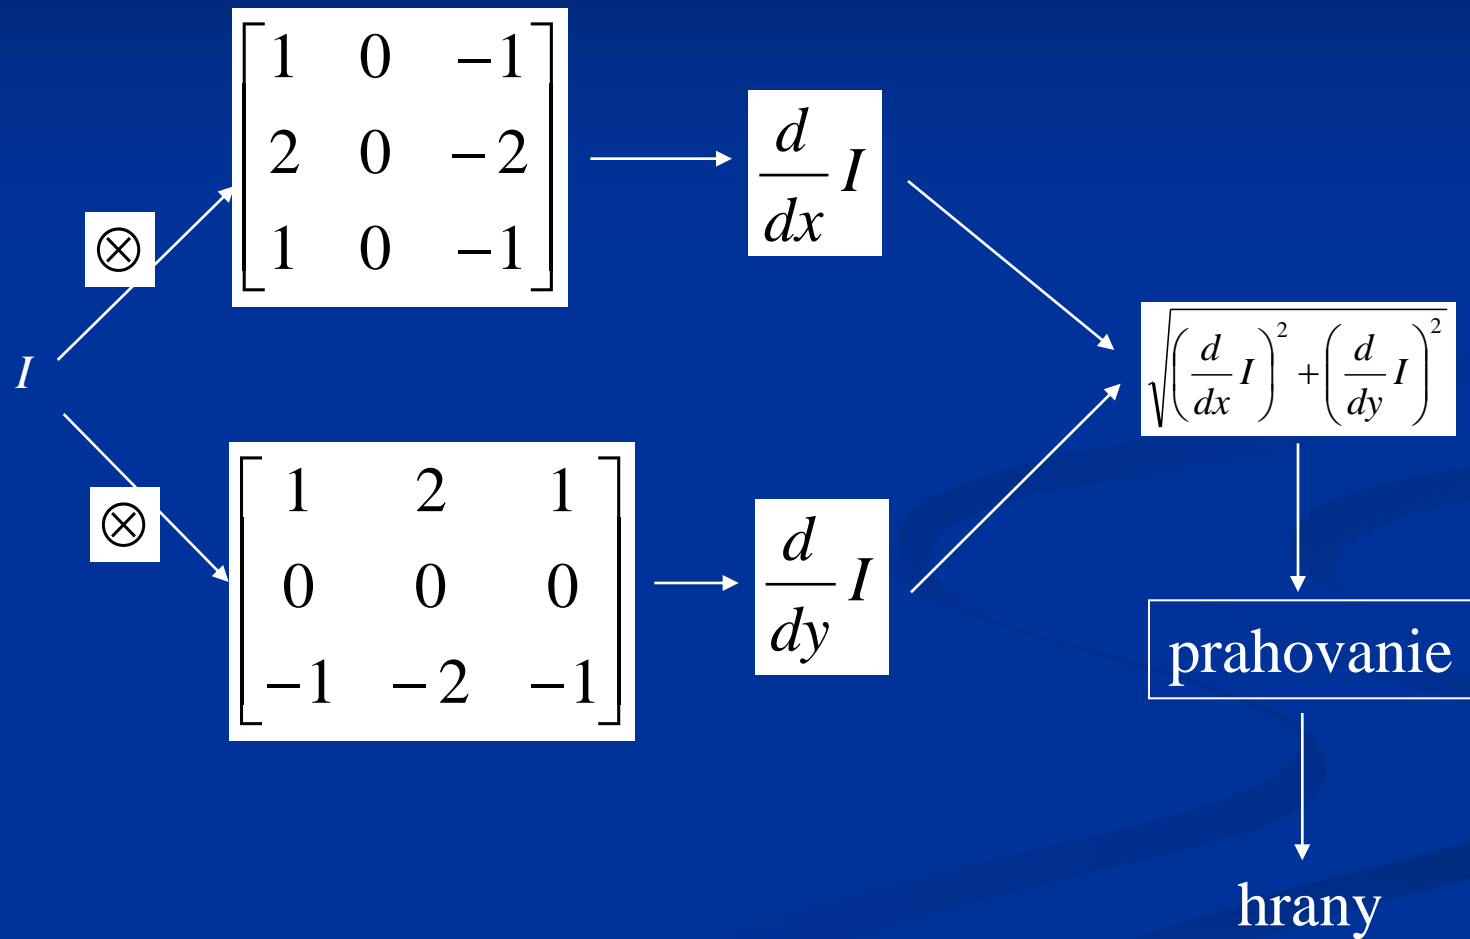 I
⊗
1 0 −1
2 0 −2
1 0 −1
d/dx I
⊗
1 2 1
0 0 0
−1 −2 −1
d/dy I
√((d/dx I)² + (d/dy I)²)
prahovanie
hrany